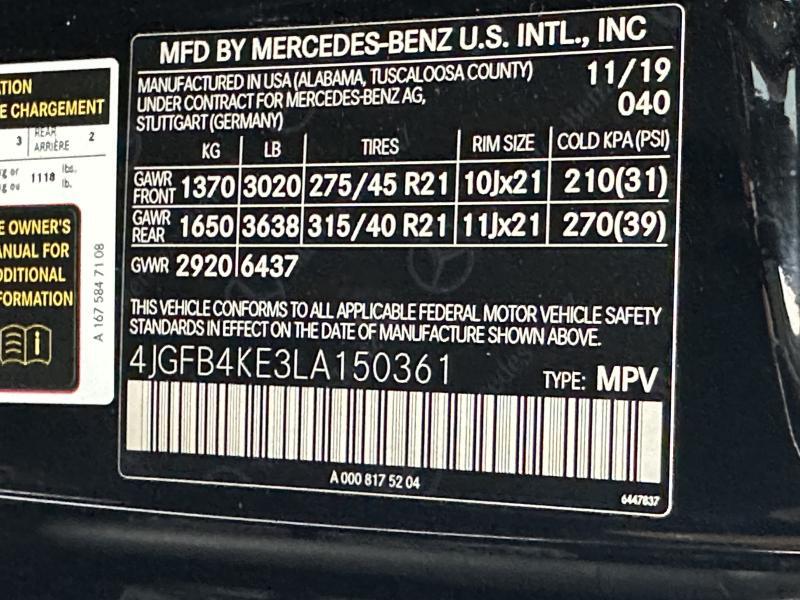 MFD BY MERCEDES-BENZ U.S. INTL., INC
MANUFACTURED IN USA (ALABAMA, TUSCALOOSA COUNTY) 11/19
UNDER CONTRACT FOR MERCEDES-BENZ AG, 040
STUTTGART (GERMANY)
KG LB TIRES RIM SIZE COLD KPA (PSI)
GAWR FRONT 1370 3020 275/45 R21 10Jx21 210(31)
GAWR REAR 1650 3638 315/40 R21 11Jx21 270(39)
GVWR 2920 6437
THIS VEHICLE CONFORMS TO ALL APPLICABLE FEDERAL MOTOR VEHICLE SAFETY
STANDARDS IN EFFECT ON THE DATE OF MANUFACTURE SHOWN ABOVE.
4JGFB4KE3LA150361 TYPE: MPV
A 000 817 52 04
6447837
CHARGEMENT
3 REAR 2
ARRIÈRE
1118 lbs.
lb.
OWNER'S
FOR
A 167 584 71 08